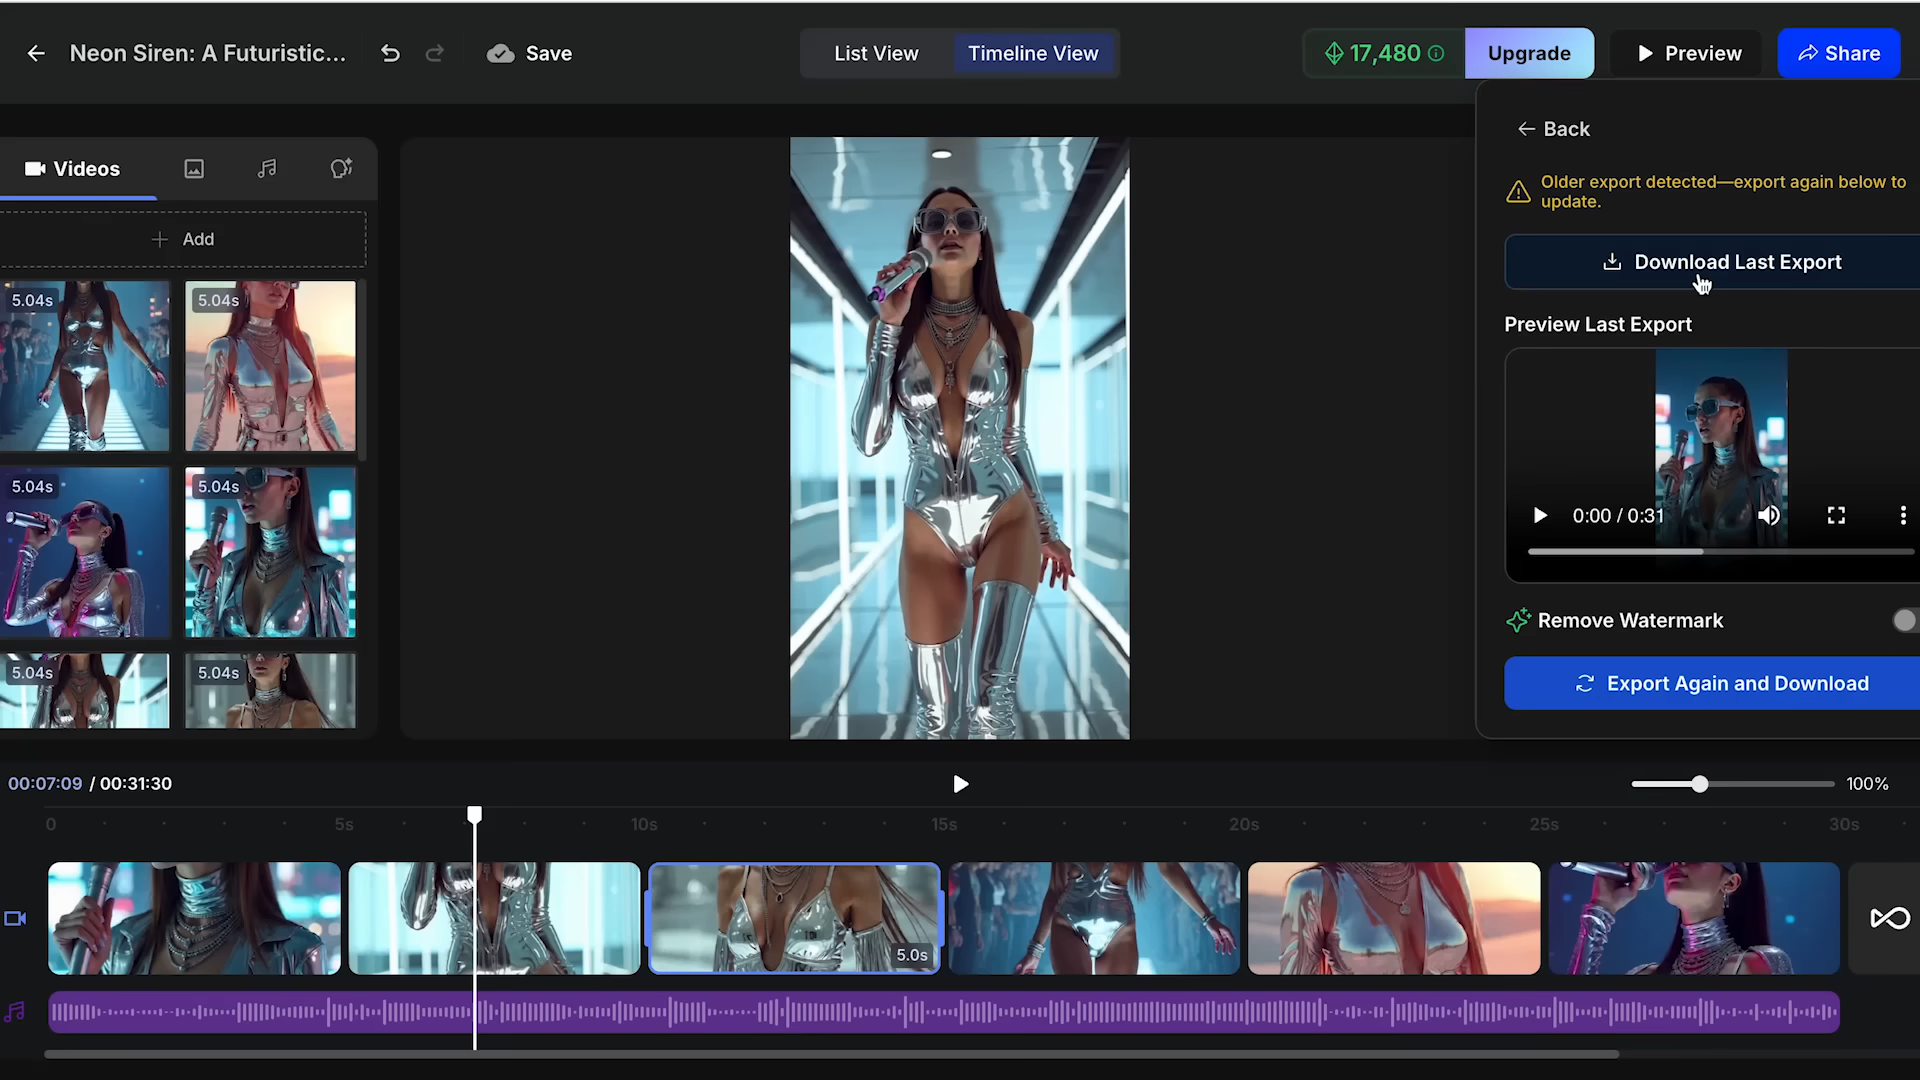 Neon Siren: A Futuristic...
Save
List View
Timeline View
17,480
Upgrade
Preview
Share
Back
Older export detected—export again below to
update.
Download Last Export
Preview Last Export
0:00 / 0:31
Remove Watermark
Export Again and Download
Videos
Add
5.04s
5.04s
5.04s
5.04s
5.04s
5.04s
00:07:09 / 00:31:30
100%
0
5s
10s
15s
20s
25s
30s
5.0s